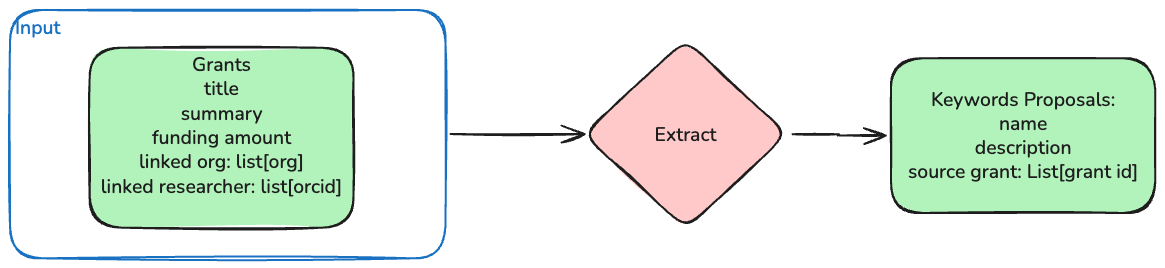 Input
Grants
title
summary
funding amount
linked org: list[org]
linked researcher: list[orcid]
Extract
Keywords Proposals:
name
description
source grant: List[grant id]